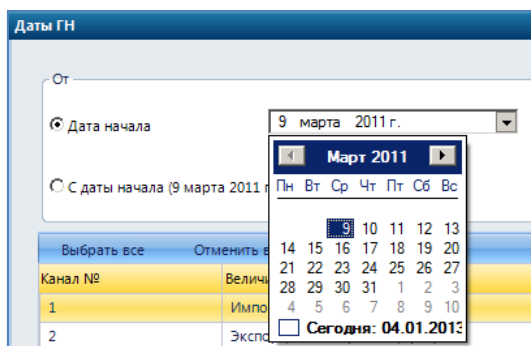 Даты ГН
От
Дата начала
9 марта 2011 г.
Март 2011
Пн Вт Ср Чт Пт Сб Вс
С даты начала (9 марта 2011 г
9 10 11 12 13
14 15 16 17 18 19 20
21 22 23 24 25 26 27
28 29 30 31 1 2 3
4 5 6 7 8 9 10
Сегодня: 04.01.2013
Выбрать все Отменить в
Канал № Величи
1 Импо
2 Экспо